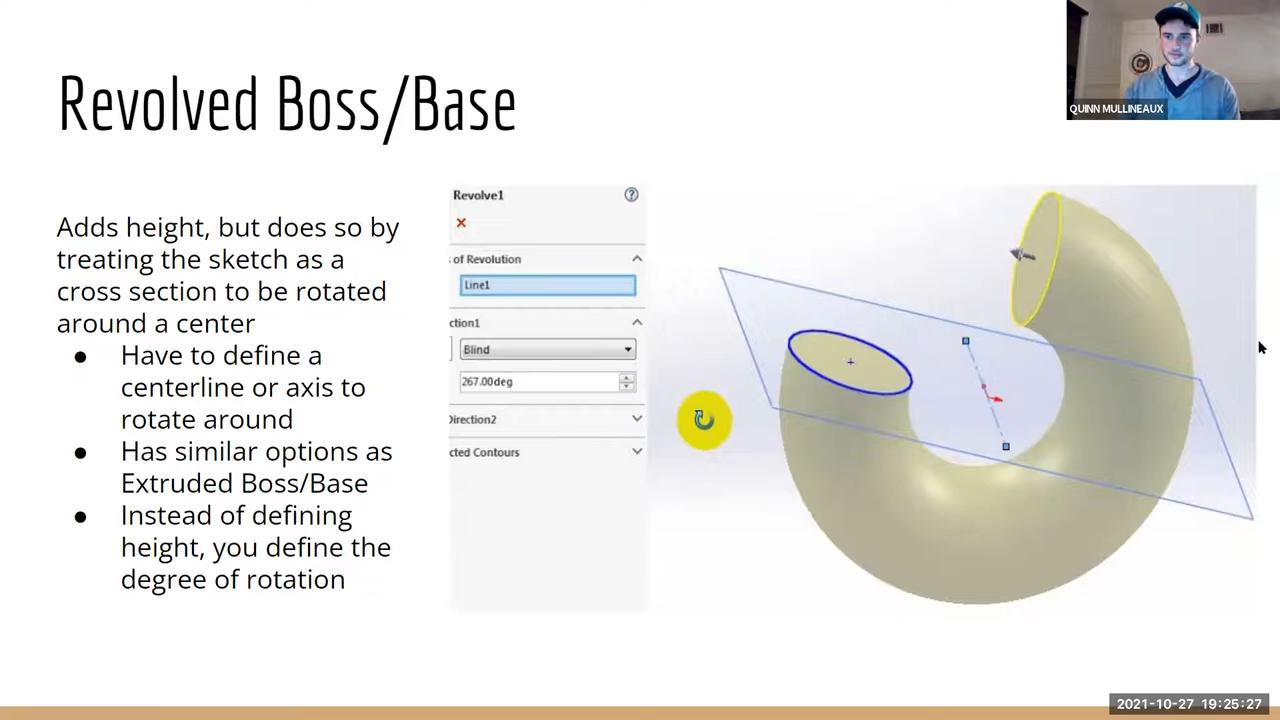 Revolved Boss/Base
QUINN MULLINEAUX
Adds height, but does so by
treating the sketch as a
cross section to be rotated
around a center
● Have to define a
centerline or axis to
rotate around
● Has similar options as
Extruded Boss/Base
● Instead of defining
height, you define the
degree of rotation
Revolve1
of Revolution
Line1
ction1
Blind
267.00deg
Direction2
cted Contours
2021-10-27 19:25:27